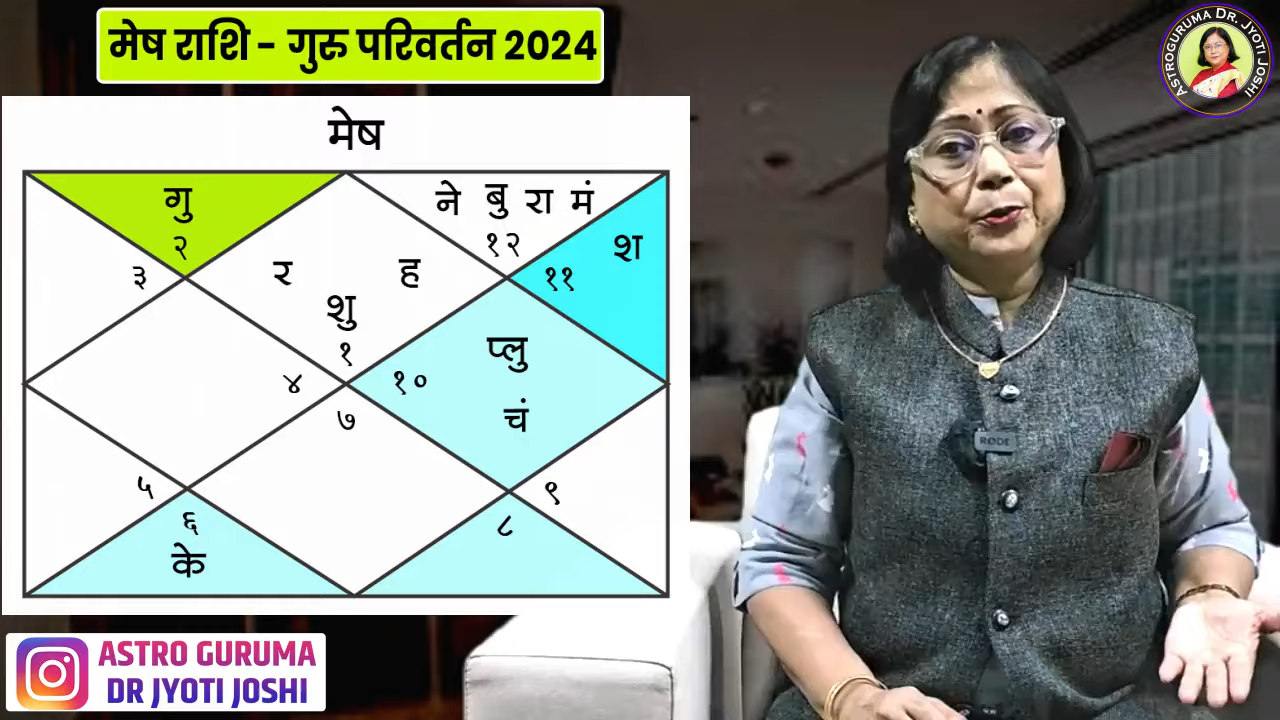 मेष राशि - गुरु परिवर्तन 2024
ASTROGURUMA DR. JYOTI JOSHI
मेष
गु
२
ने बु रा मं
१२
श
११
३
र
ह
शु
१
प्लु
४
१०
चं
७
५
९
६
के
८
RØDE
ASTRO GURUMA
DR JYOTI JOSHI